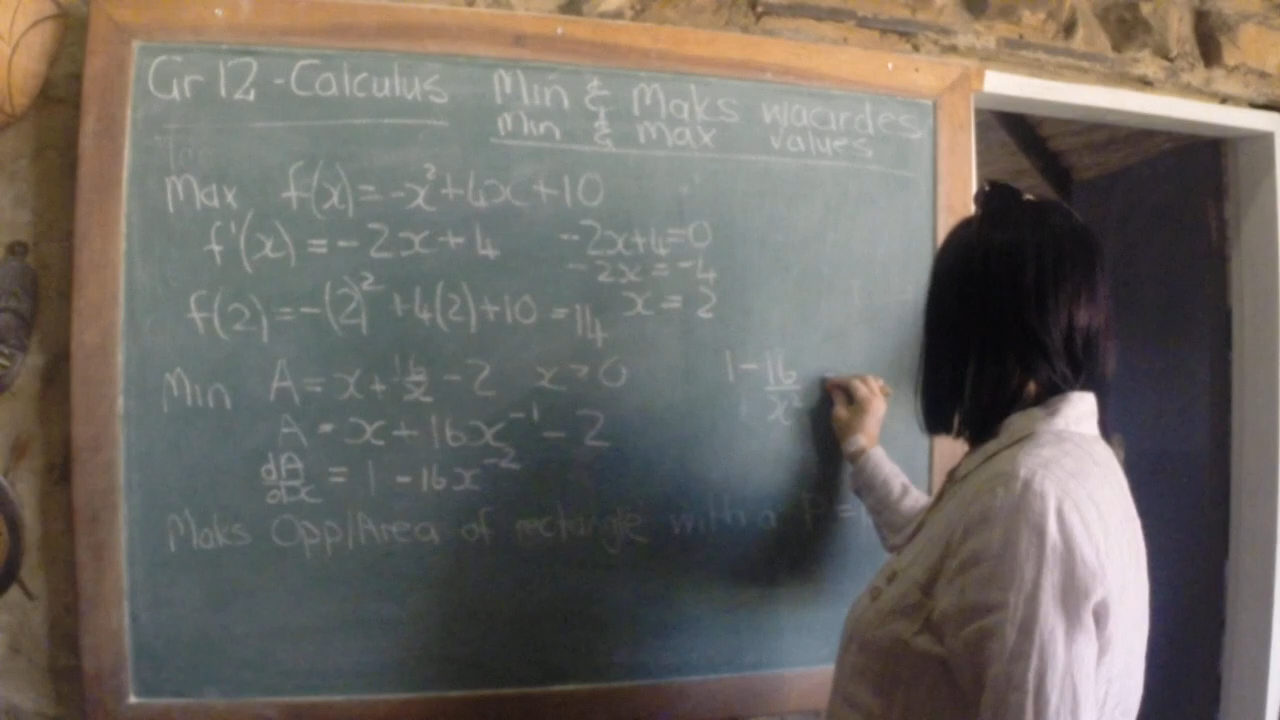 Gr 12 - Calculus Min & Maks waardes
Min & max values
Max f(x) = -x² + 4x + 10
f'(x) = -2x + 4 -2x+4=0
-2x = -4
f(2) = -(2)² + 4(2) + 10 = 14 x = 2
Min A = x + 16/x - 2 x > 0 1 - 16/x²
A = x + 16x⁻¹ - 2
dA/dx = 1 - 16x⁻²
Maks Opp/Area of rectangle with a P =